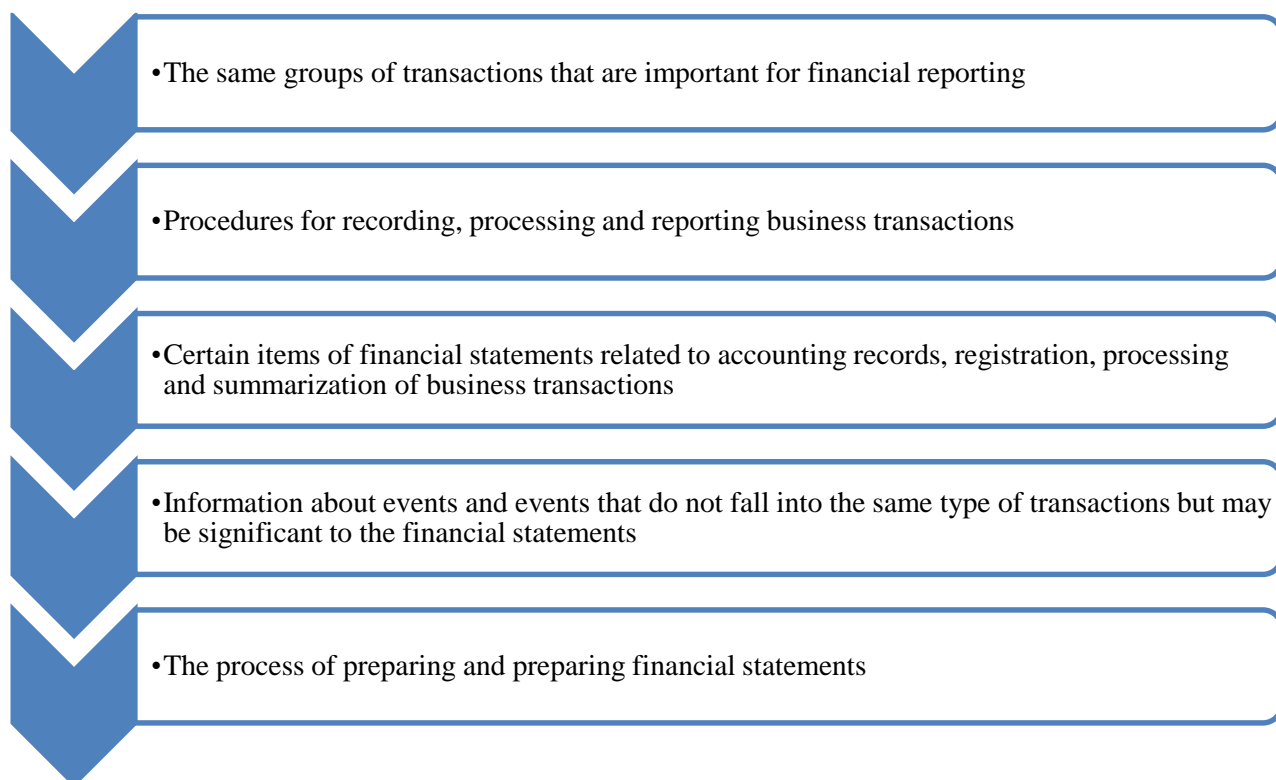 •The same groups of transactions that are important for financial reporting
•Procedures for recording, processing and reporting business transactions
•Certain items of financial statements related to accounting records, registration, processing
and summarization of business transactions
•Information about events and events that do not fall into the same type of transactions but may
be significant to the financial statements
•The process of preparing and preparing financial statements